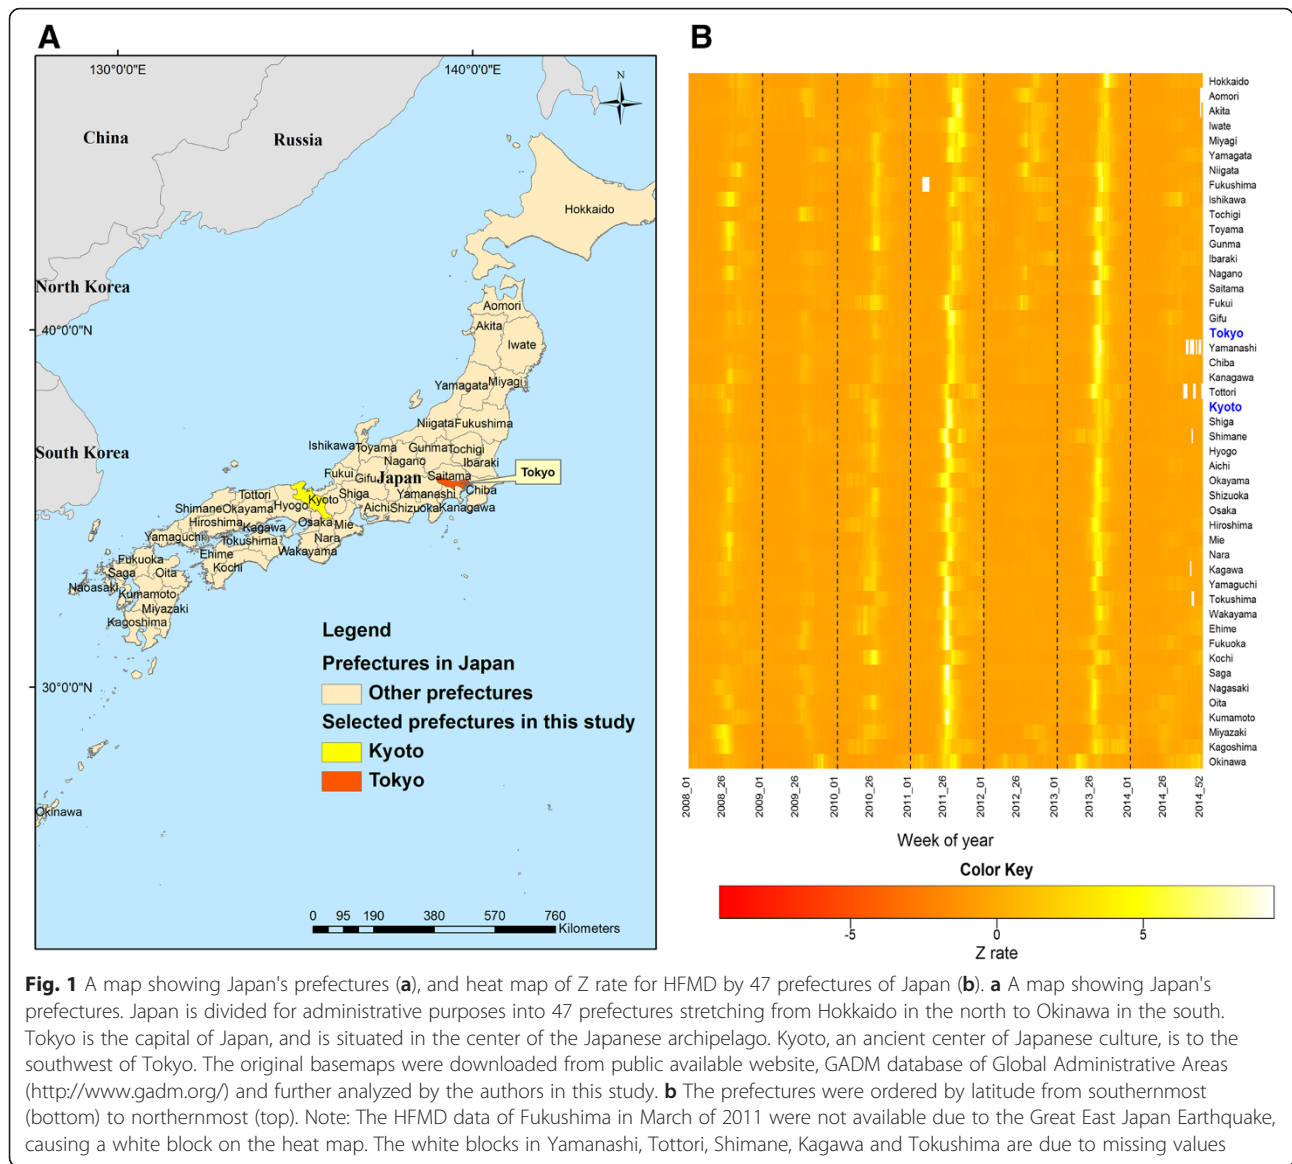 A
B
130°0'0"E
140°0'0"E
N
China
Russia
Hokkaido
North Korea
40°0'0"N
Aomori
Akita
Iwate
Yamagata
Miyagi
Niigata
Fukushima
South Korea
Ishikawa
Toyama
Gunma
Tochigi
Nagano
Ibaraki
Fukui
Gifu
Japan
Saitama
Tokyo
Tottori
Kyoto
Shiga
Yamanashi
Chiba
Shimane
Okayama
Hyogo
Aichi
Shizuoka
Kanagawa
Hiroshima
Kagawa
Osaka
Mie
Yamaguchi
Tokushima
Nara
Ehime
Wakayama
Fukuoka
Kochi
Saga
Oita
Naoasaki
Kumamoto
Miyazaki
Kagoshima
30°0'0"N
Okinawa
Legend
Prefectures in Japan
Other prefectures
Selected prefectures in this study
Kyoto
Tokyo
0 95 190 380 570 760
Kilometers
Hokkaido
Aomori
Akita
Iwate
Miyagi
Yamagata
Niigata
Fukushima
Ishikawa
Tochigi
Toyama
Gunma
Ibaraki
Nagano
Saitama
Fukui
Gifu
Tokyo
Yamanashi
Chiba
Kanagawa
Tottori
Kyoto
Shiga
Shimane
Hyogo
Aichi
Okayama
Shizuoka
Osaka
Hiroshima
Mie
Nara
Kagawa
Yamaguchi
Tokushima
Wakayama
Ehime
Fukuoka
Kochi
Saga
Nagasaki
Oita
Kumamoto
Miyazaki
Kagoshima
Okinawa
2008_01
2008_26
2009_01
2009_26
2010_01
2010_26
2011_01
2011_26
2012_01
2012_26
2013_01
2013_26
2014_01
2014_26
2014_52
Week of year
Color Key
-5 0 5
Z rate
Fig. 1 A map showing Japan's prefectures (a), and heat map of Z rate for HFMD by 47 prefectures of Japan (b). a A map showing Japan's
prefectures. Japan is divided for administrative purposes into 47 prefectures stretching from Hokkaido in the north to Okinawa in the south.
Tokyo is the capital of Japan, and is situated in the center of the Japanese archipelago. Kyoto, an ancient center of Japanese culture, is to the
southwest of Tokyo. The original basemaps were downloaded from public available website, GADM database of Global Administrative Areas
(http://www.gadm.org/) and further analyzed by the authors in this study. b The prefectures were ordered by latitude from southernmost
(bottom) to northernmost (top). Note: The HFMD data of Fukushima in March of 2011 were not available due to the Great East Japan Earthquake,
causing a white block on the heat map. The white blocks in Yamanashi, Tottori, Shimane, Kagawa and Tokushima are due to missing values